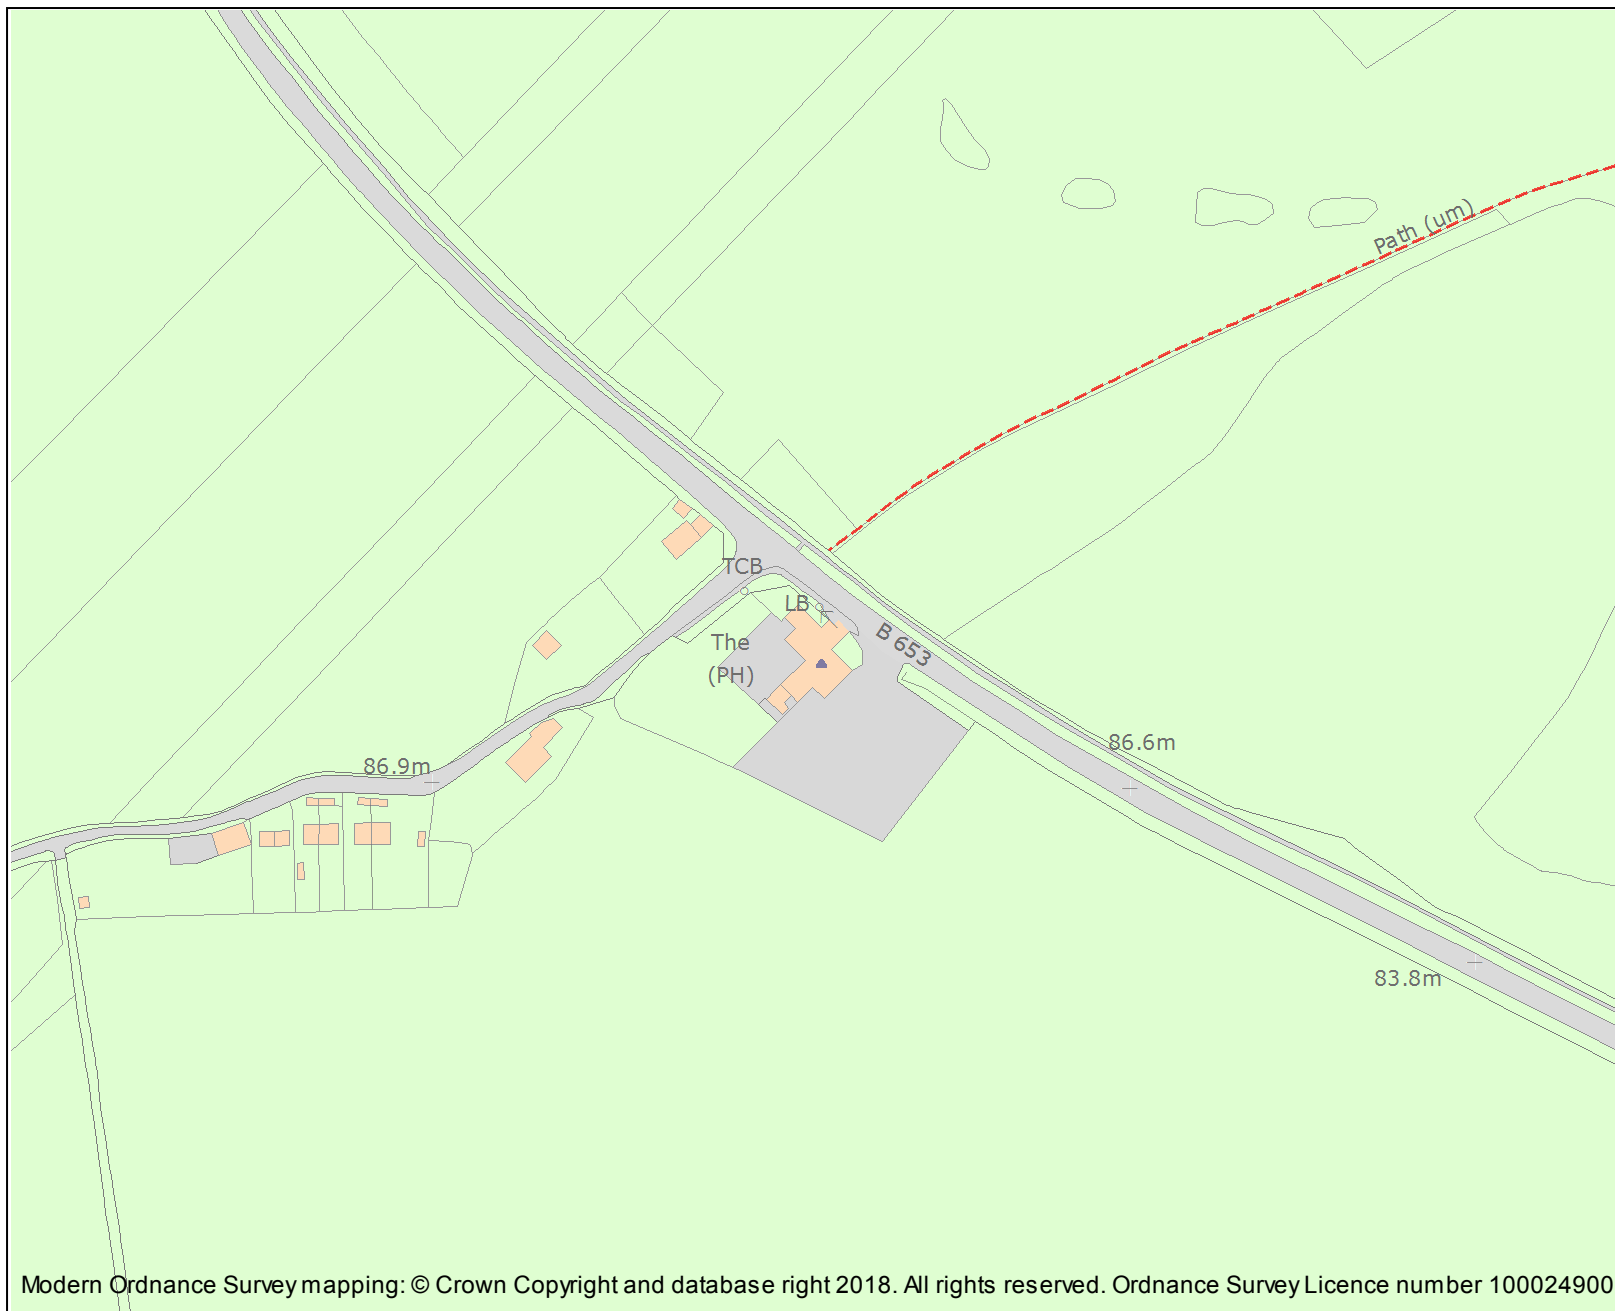 Path (um)
TCB
LB
The
(PH)
B 653
86.6m
86.9m
83.8m
Modern Ordnance Survey mapping: © Crown Copyright and database right 2018. All rights reserved. Ordnance Survey Licence number 100024900